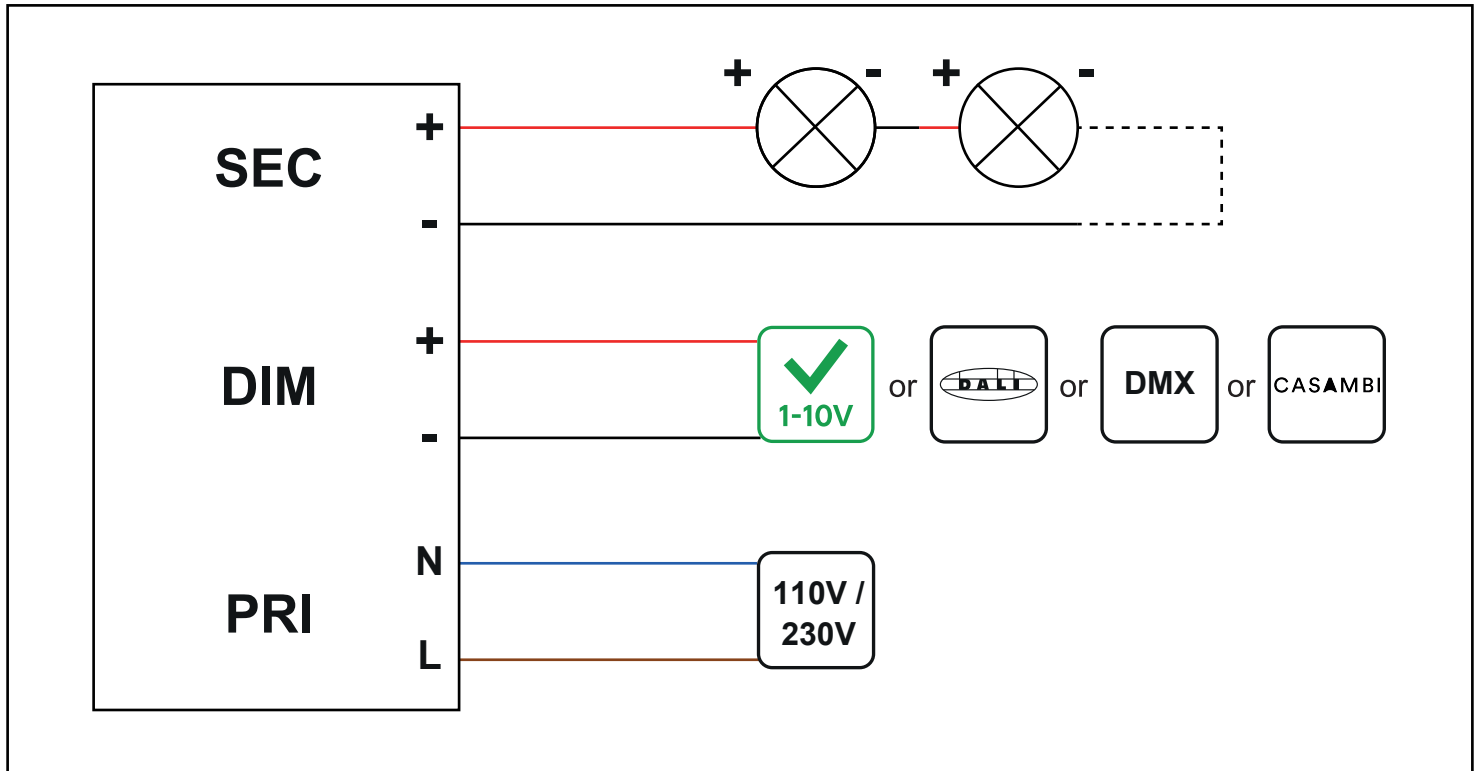 + - + -
+
SEC
-
+
DIM
-
1-10V or DALI or DMX or CASAMBI
N
PRI
L
110V /
230V